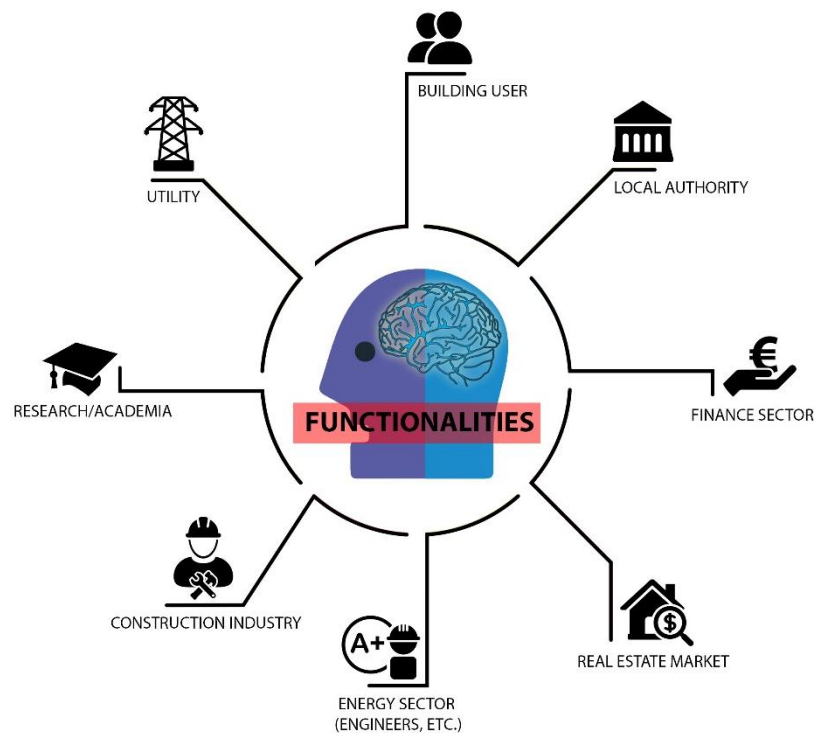 BUILDING USER
UTILITY
LOCAL AUTHORITY
€
RESEARCH/ACADEMIA
FUNCTIONALITIES
FINANCE SECTOR
CONSTRUCTION INDUSTRY
A+
$
REAL ESTATE MARKET
ENERGY SECTOR
(ENGINEERS, ETC.)